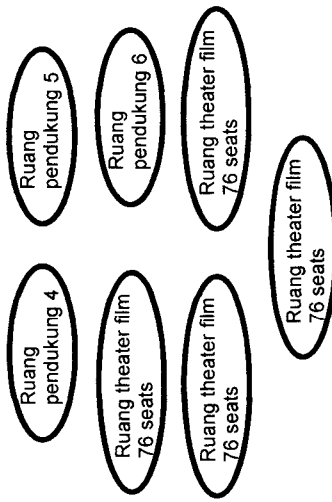 Ruang
pendukung 4
Ruang
pendukung 5
Ruang theater film
76 seats
Ruang
pendukung 6
Ruang theater film
76 seats
Ruang theater film
76 seats
Ruang theater film
76 seats